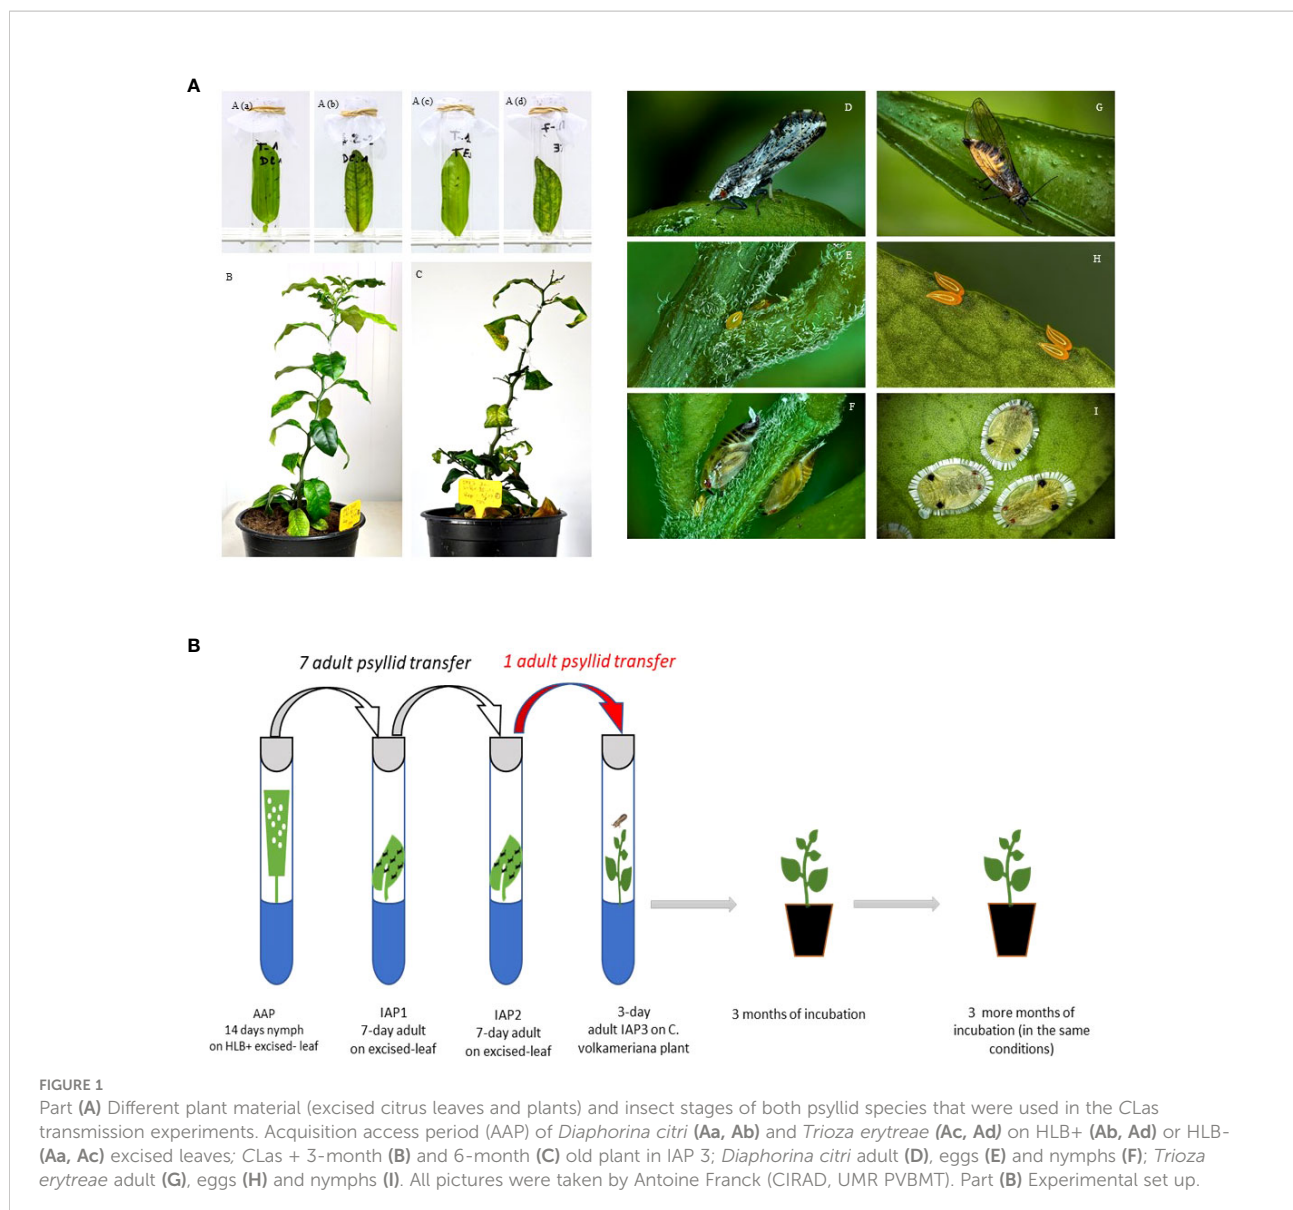 A
A (a)
A (b)
A (c)
A (d)
T-1
T-1
B
C
D
E
F
G
H
I
B
7 adult psyllid transfer
1 adult psyllid transfer
AAP
14 days nymph
on HLB+ excised- leaf
IAP1
7-day adult
on excised-leaf
IAP2
7-day adult
on excised-leaf
3-day
adult IAP3 on C.
volkameriana plant
3 months of incubation
3 more months of
incubation (in the same
conditions)
FIGURE 1
Part (A) Different plant material (excised citrus leaves and plants) and insect stages of both psyllid species that were used in the CLas
transmission experiments. Acquisition access period (AAP) of Diaphorina citri (Aa, Ab) and Trioza erytreae (Ac, Ad) on HLB+ (Ab, Ad) or HLB-
(Aa, Ac) excised leaves; CLas + 3-month (B) and 6-month (C) old plant in IAP 3; Diaphorina citri adult (D), eggs (E) and nymphs (F); Trioza
erytreae adult (G), eggs (H) and nymphs (I). All pictures were taken by Antoine Franck (CIRAD, UMR PVBMT). Part (B) Experimental set up.